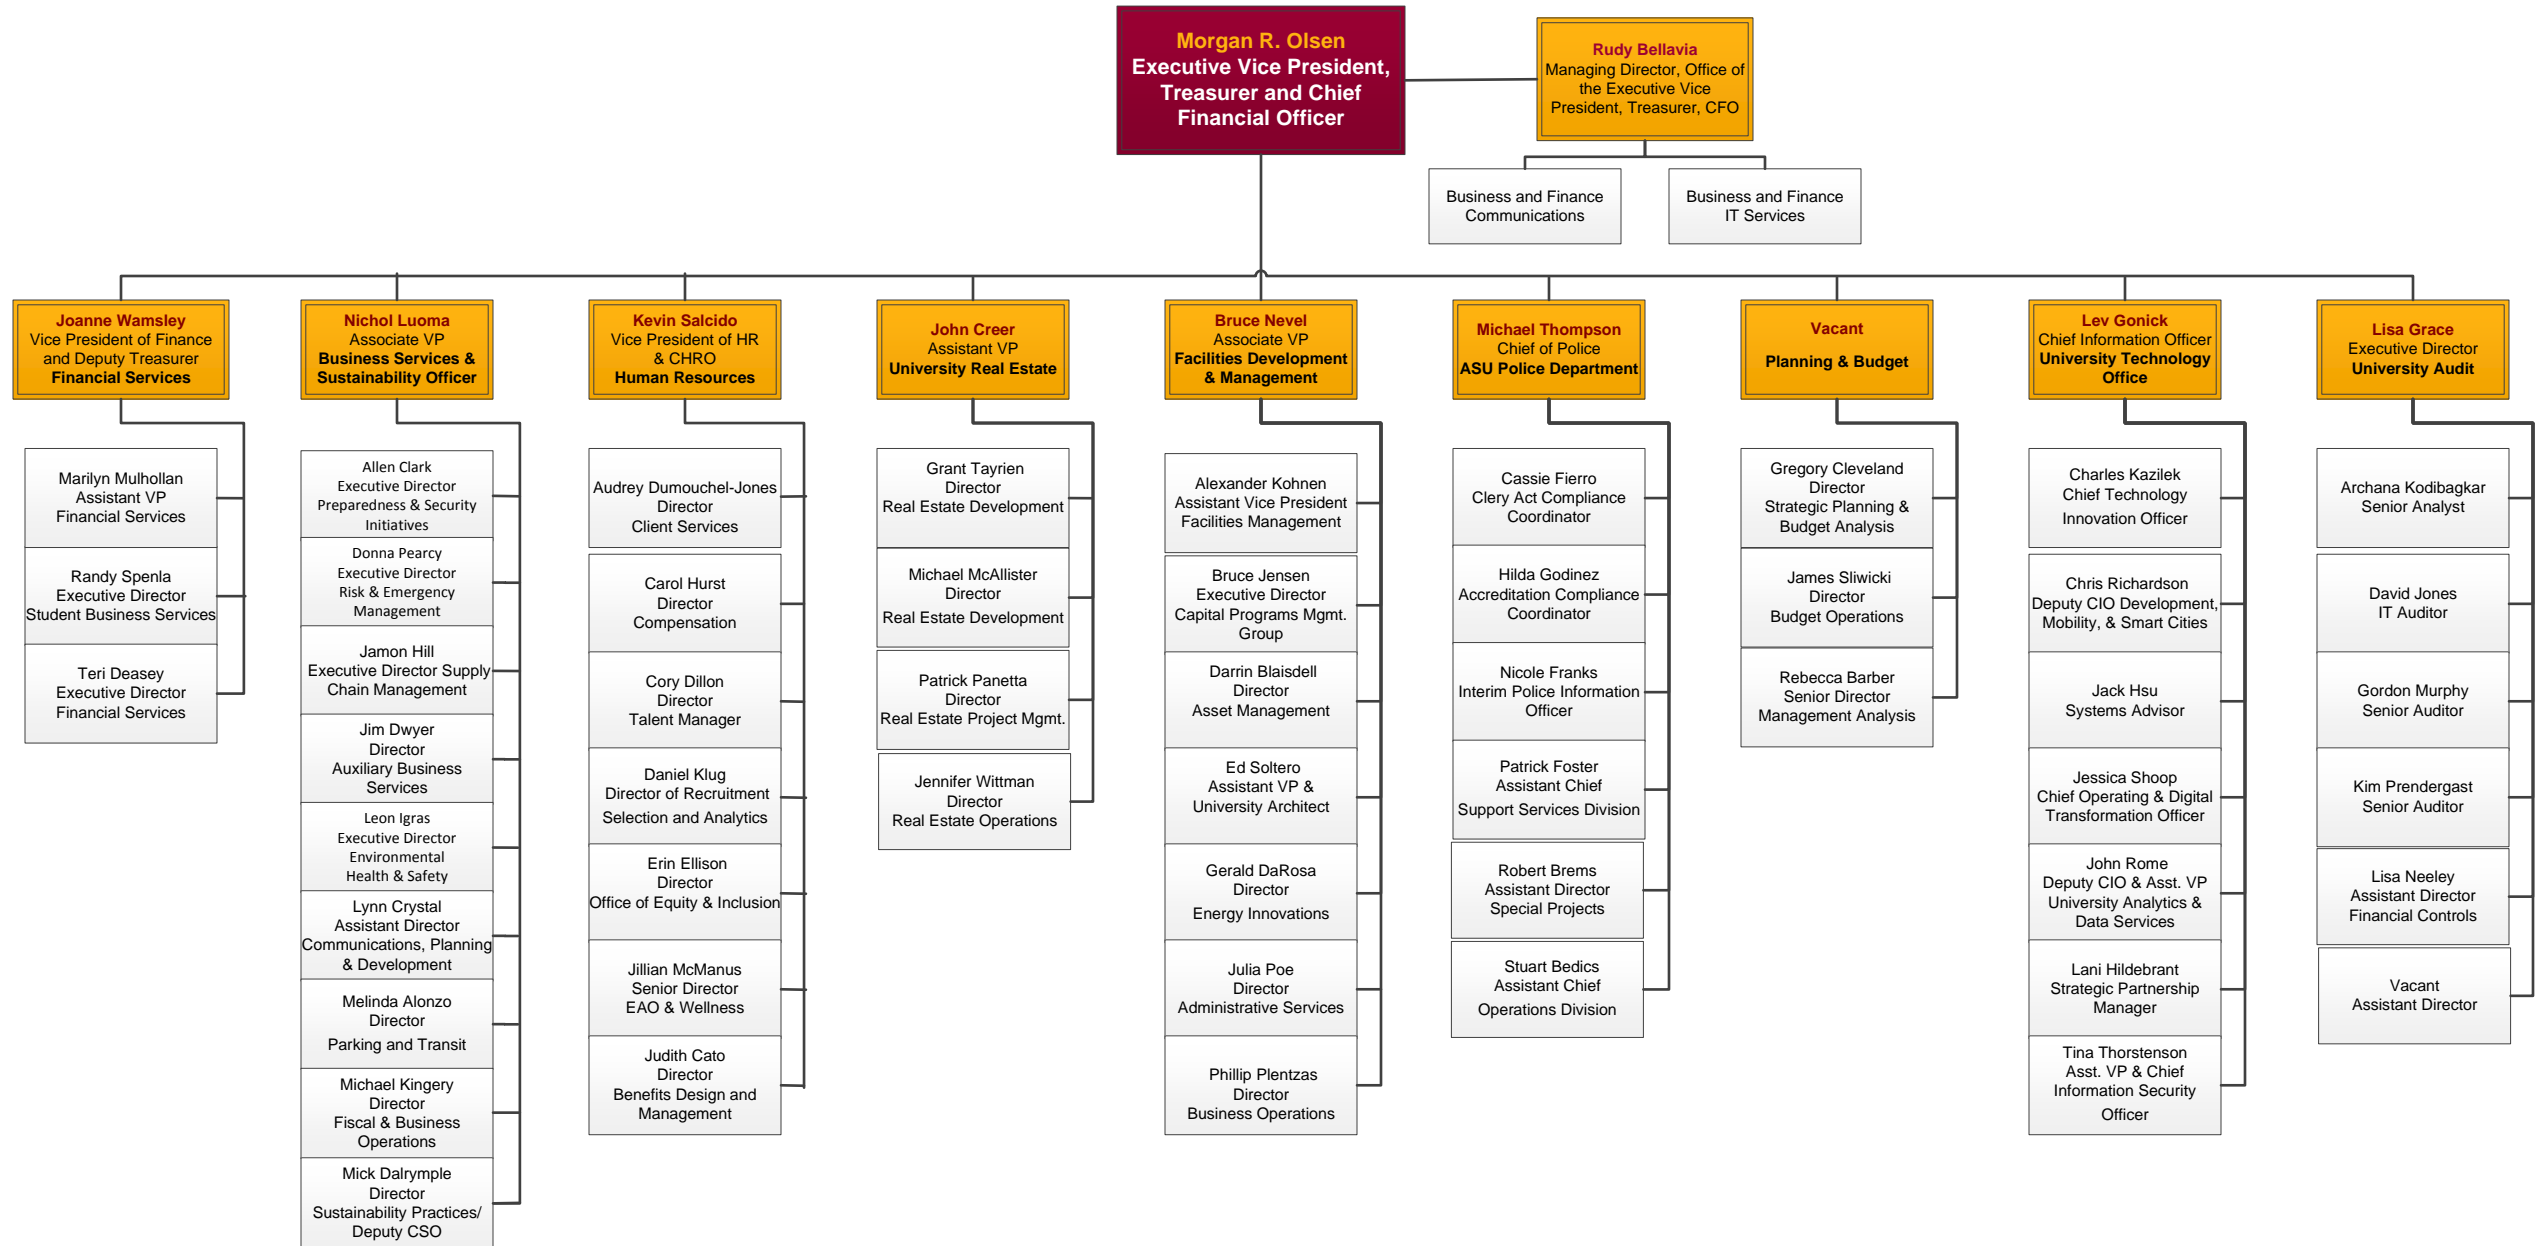 Morgan R. Olsen
Executive Vice President,
Treasurer and Chief
Financial Officer
Rudy Bellavia
Managing Director, Office of
the Executive Vice
President, Treasurer, CFO
Business and Finance
Communications
Business and Finance
IT Services
Joanne Wamsley
Vice President of Finance
and Deputy Treasurer
Financial Services
Marilyn Mulhollan
Assistant VP
Financial Services
Randy Spenla
Executive Director
Student Business Services
Teri Deasey
Executive Director
Financial Services
Nichol Luoma
Associate VP
Business Services &
Sustainability Officer
Allen Clark
Executive Director
Preparedness & Security
Initiatives
Donna Pearcy
Executive Director
Risk & Emergency
Management
Jamon Hill
Executive Director Supply
Chain Management
Jim Dwyer
Director
Auxiliary Business
Services
Leon Igras
Executive Director
Environmental
Health & Safety
Lynn Crystal
Assistant Director
Communications, Planning
& Development
Melinda Alonzo
Director
Parking and Transit
Michael Kingery
Director
Fiscal & Business
Operations
Mick Dalrymple
Director
Sustainability Practices/
Deputy CSO
Kevin Salcido
Vice President of HR
& CHRO
Human Resources
Audrey Dumouchel-Jones
Director
Client Services
Carol Hurst
Director
Compensation
Cory Dillon
Director
Talent Manager
Daniel Klug
Director of Recruitment
Selection and Analytics
Erin Ellison
Director
Office of Equity & Inclusion
Jillian McManus
Senior Director
EAO & Wellness
Judith Cato
Director
Benefits Design and
Management
John Creer
Assistant VP
University Real Estate
Grant Tayrien
Director
Real Estate Development
Michael McAllister
Director
Real Estate Development
Patrick Panetta
Director
Real Estate Project Mgmt.
Jennifer Wittman
Director
Real Estate Operations
Bruce Nevel
Associate VP
Facilities Development
& Management
Alexander Kohnen
Assistant Vice President
Facilities Management
Bruce Jensen
Executive Director
Capital Programs Mgmt.
Group
Darrin Blaisdell
Director
Asset Management
Ed Soltero
Assistant VP &
University Architect
Gerald DaRosa
Director
Energy Innovations
Julia Poe
Director
Administrative Services
Phillip Plentzas
Director
Business Operations
Michael Thompson
Chief of Police
ASU Police Department
Cassie Fierro
Clery Act Compliance
Coordinator
Hilda Godinez
Accreditation Compliance
Coordinator
Nicole Franks
Interim Police Information
Officer
Patrick Foster
Assistant Chief
Support Services Division
Robert Brems
Assistant Director
Special Projects
Stuart Bedics
Assistant Chief
Operations Division
Vacant
Planning & Budget
Gregory Cleveland
Director
Strategic Planning &
Budget Analysis
James Sliwicki
Director
Budget Operations
Rebecca Barber
Senior Director
Management Analysis
Lev Gonick
Chief Information Officer
University Technology
Office
Charles Kazilek
Chief Technology
Innovation Officer
Chris Richardson
Deputy CIO Development,
Mobility, & Smart Cities
Jack Hsu
Systems Advisor
Jessica Shoop
Chief Operating & Digital
Transformation Officer
John Rome
Deputy CIO & Asst. VP
University Analytics &
Data Services
Lani Hildebrant
Strategic Partnership
Manager
Tina Thorstenson
Asst. VP & Chief
Information Security
Officer
Lisa Grace
Executive Director
University Audit
Archana Kodibagkar
Senior Analyst
David Jones
IT Auditor
Gordon Murphy
Senior Auditor
Kim Prendergast
Senior Auditor
Lisa Neeley
Assistant Director
Financial Controls
Vacant
Assistant Director